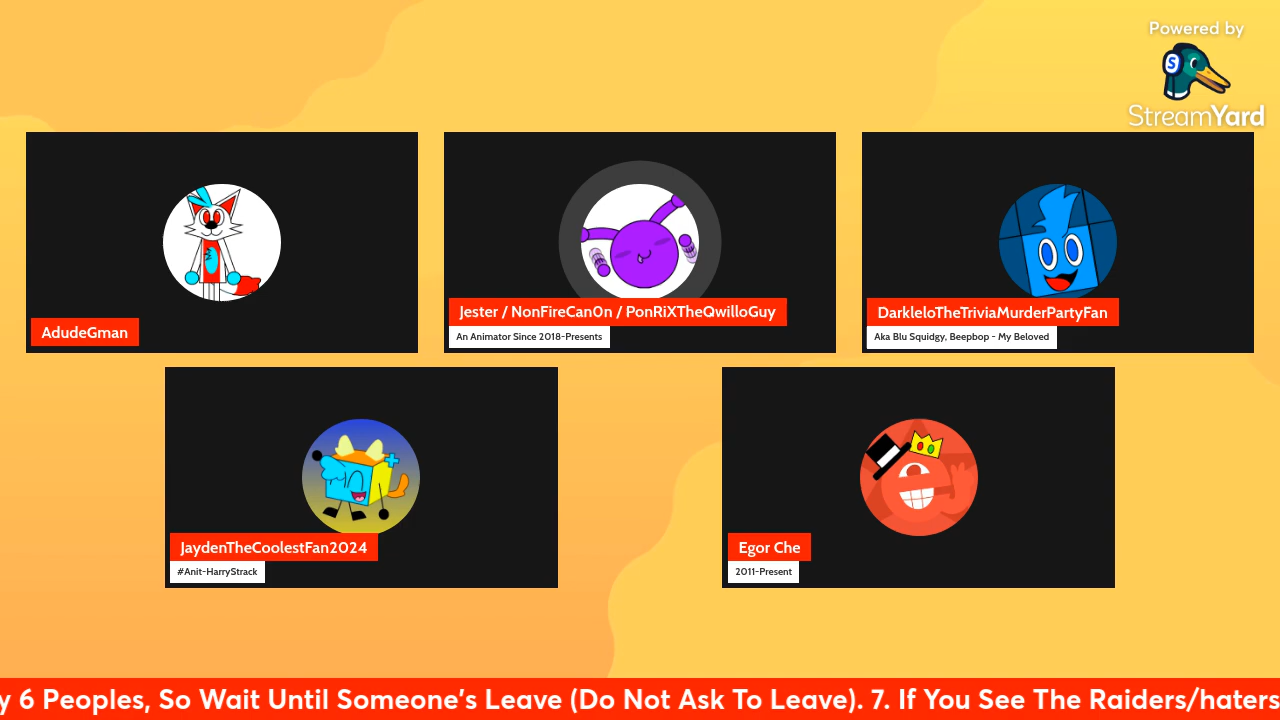 Powered by
StreamYard
AdudeGman
Jester / NonFireCan0n / PonRiXTheQwilloGuy
An Animator Since 2018-Presents
DarkleloTheTriviaMurderPartyFan
Aka Blu Squidgy, Beepbop - My Beloved
JaydenTheCoolestFan2024
#Anit-HarryStrack
Egor Che
2011-Present
y 6 Peoples, So Wait Until Someone's Leave (Do Not Ask To Leave). 7. If You See The Raiders/haters